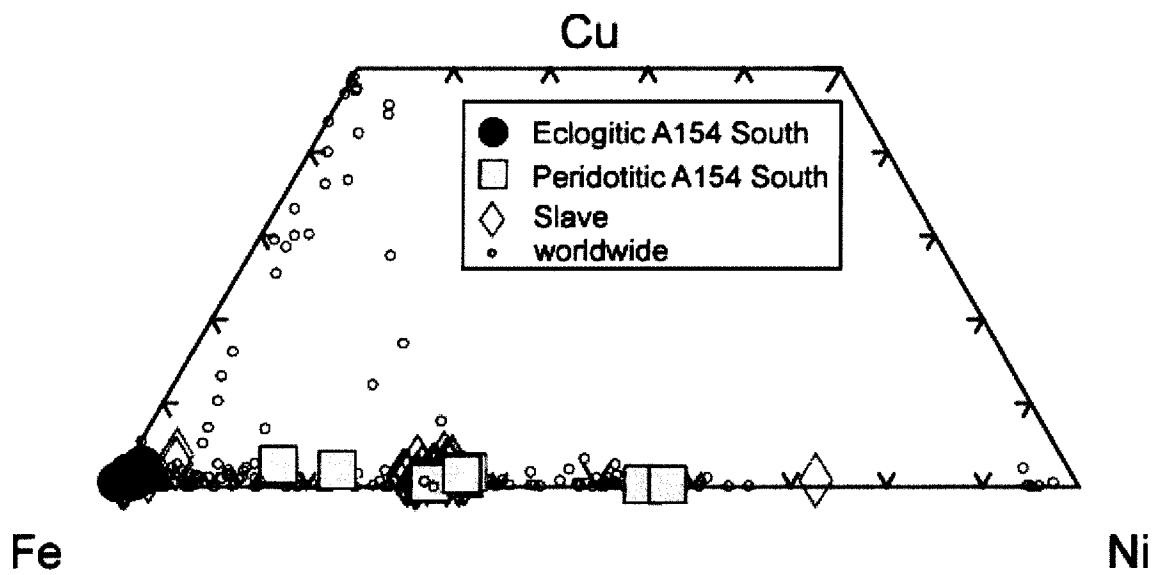 Cu
Eclogitic A154 South
Peridotitic A154 South
Slave
worldwide
Fe
Ni